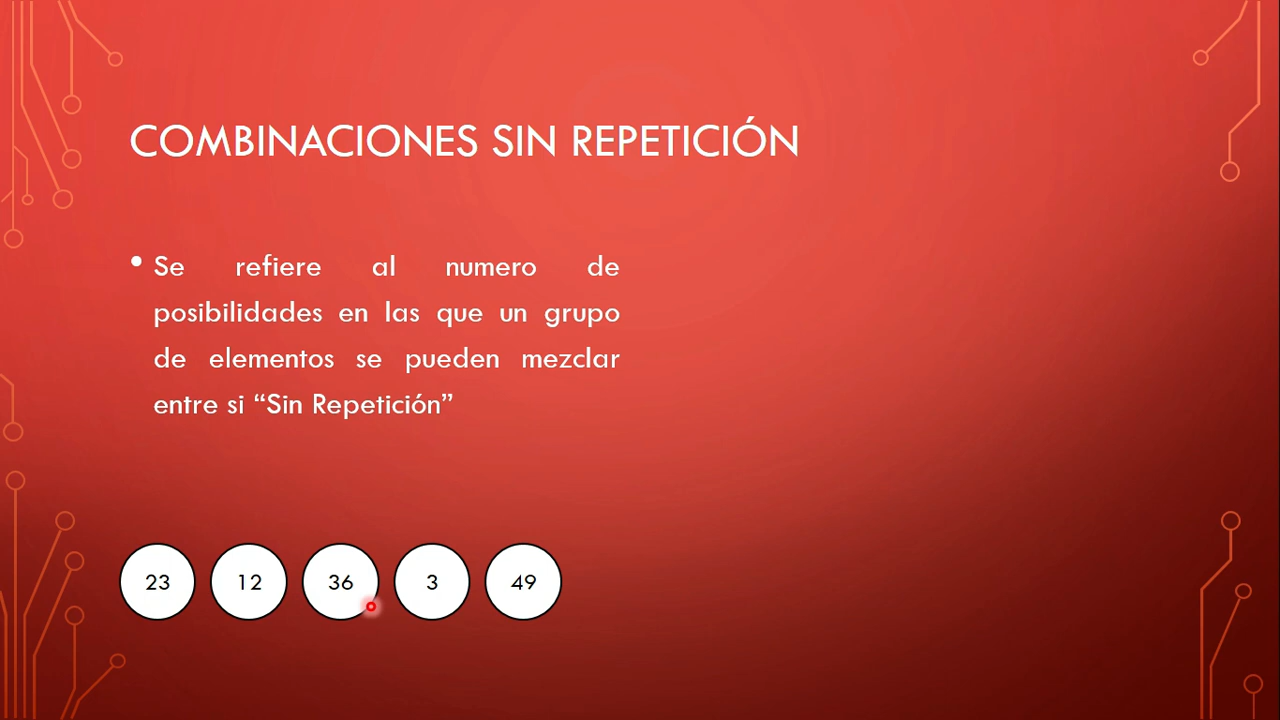 COMBINACIONES SIN REPETICIÓN
• Se refiere al numero de
posibilidades en las que un grupo
de elementos se pueden mezclar
entre si “Sin Repetición”
23 12 36 3 49